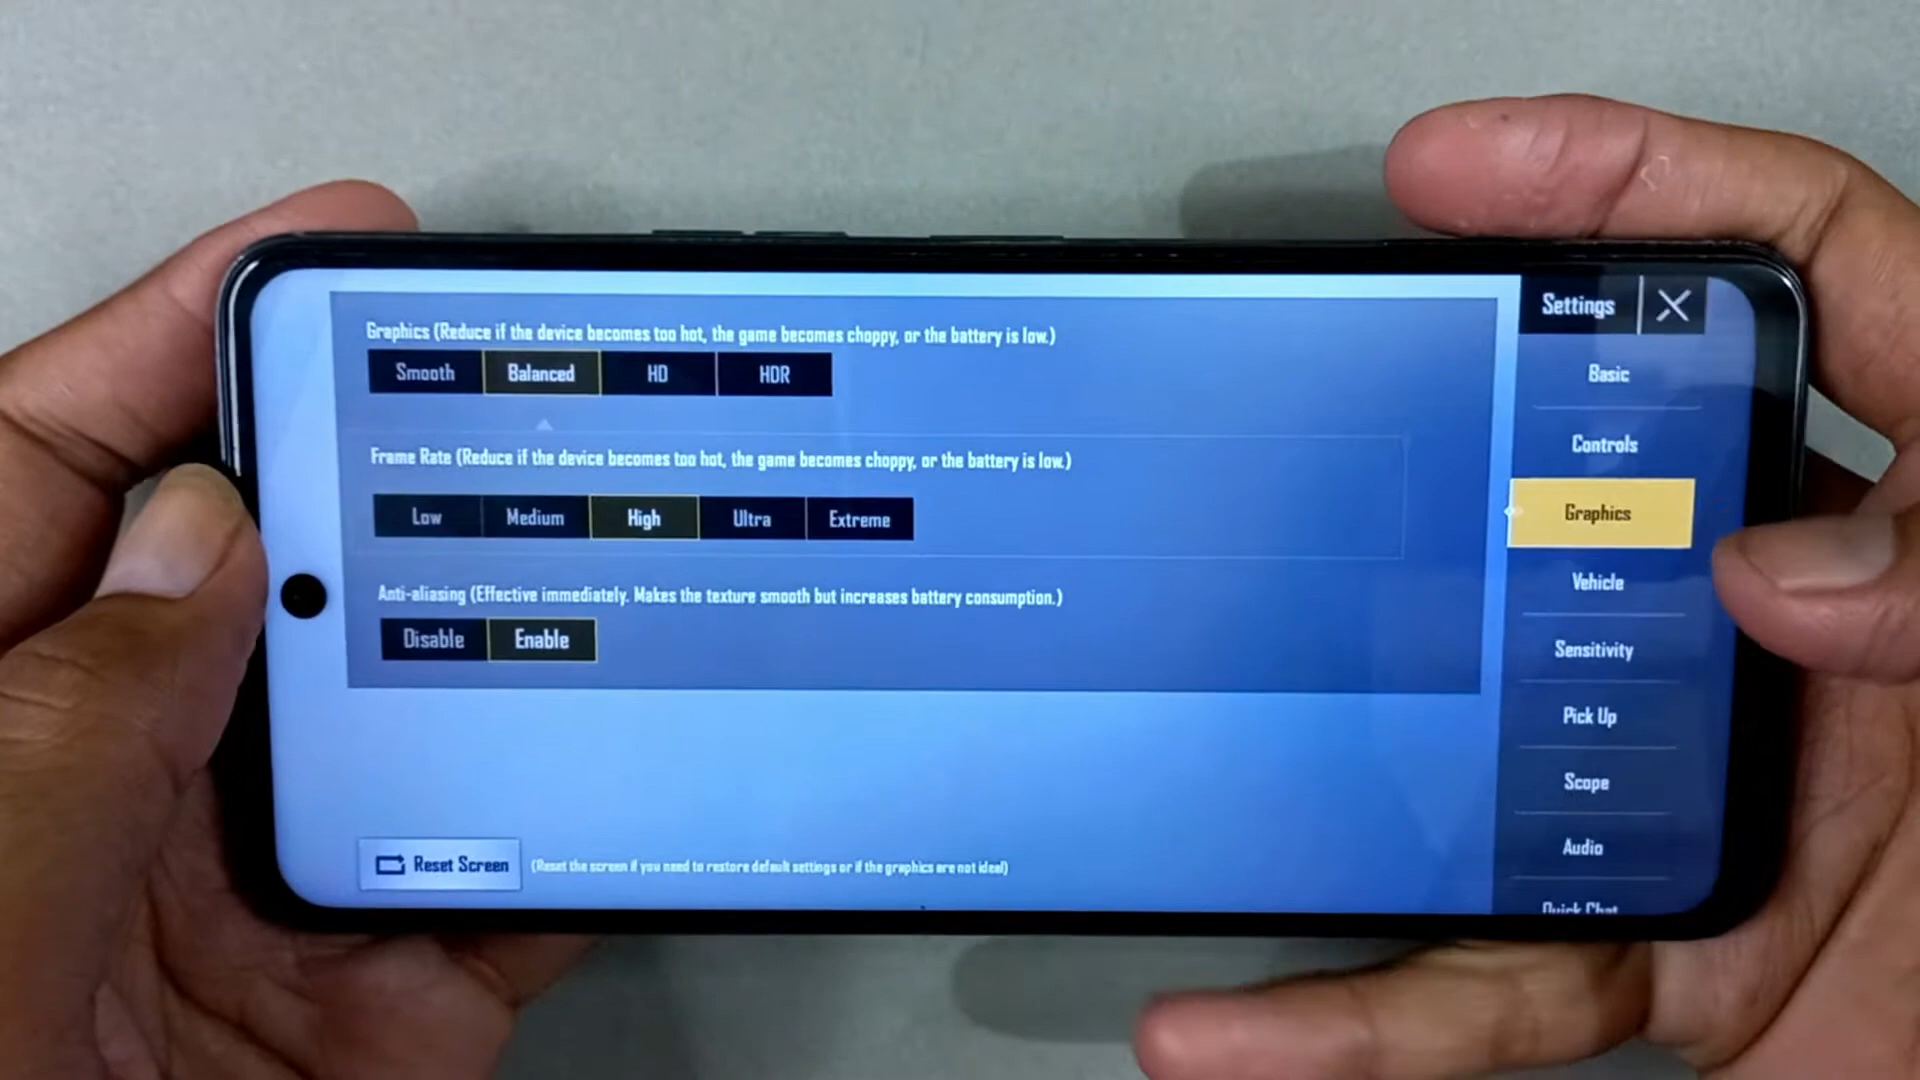 Settings
Graphics (Reduce if the device becomes too hot, the game becomes choppy, or the battery is low.)
Smooth Balanced HD HDR
Frame Rate (Reduce if the device becomes too hot, the game becomes choppy, or the battery is low.)
Low Medium High Ultra Extreme
Anti-aliasing (Effective immediately. Makes the texture smooth but increases battery consumption.)
Disable Enable
Reset Screen (Reset the screen if you need to restore default settings or if the graphics are not ideal)
Basic
Controls
Graphics
Vehicle
Sensitivity
Pick Up
Scope
Audio
Quick Chat